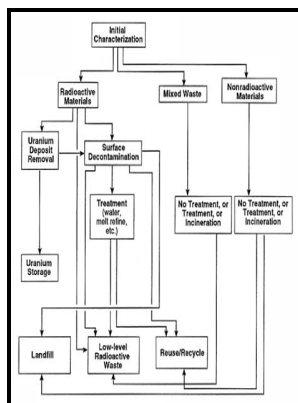 Initial
Characterization
Radioactive
Materials
Mixed Waste
Nonradioactive
Materials
Uranium
Deposit
Removal
Surface
Decontamination
Treatment
(water,
melt refine,
etc.)
No Treatment, or
Treatment, or
Incineration
No Treatment, or
Treatment, or
Incineration
Uranium
Storage
Landfill
Low-level
Radioactive
Waste
Reuse/Recycle